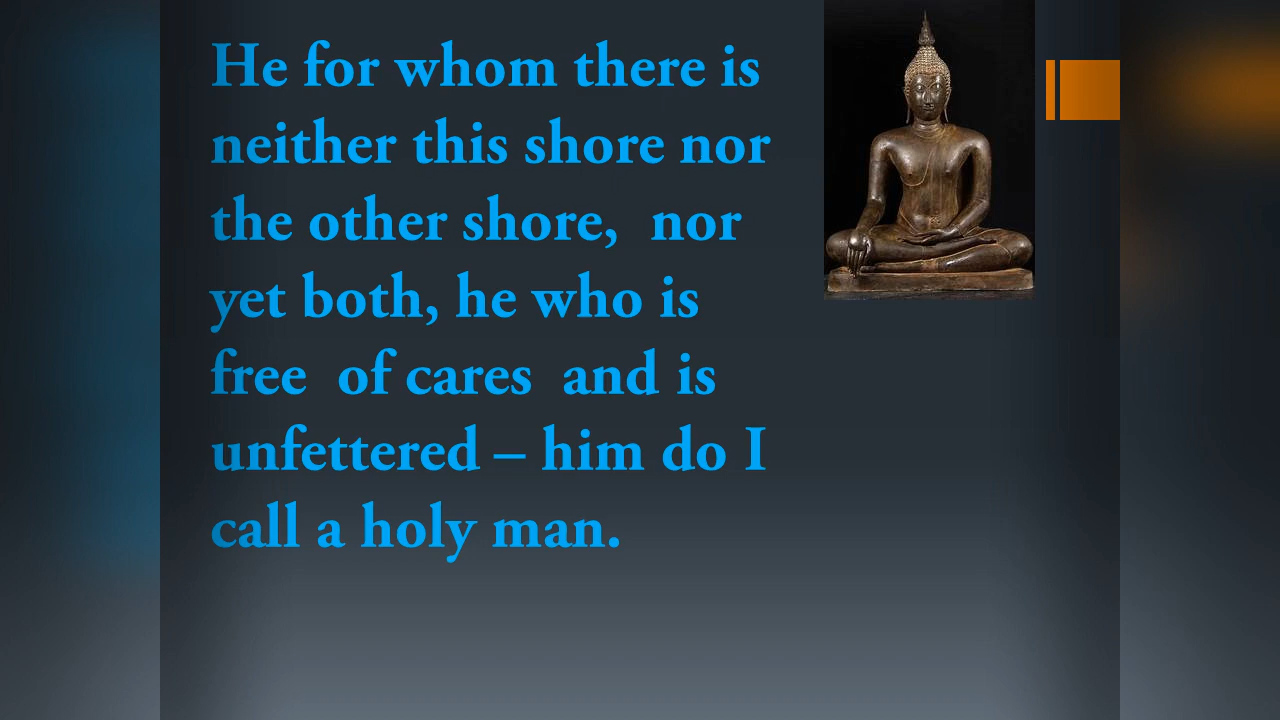 He for whom there is
neither this shore nor
the other shore,  nor
yet both, he who is
free  of cares  and is
unfettered – him do I
call a holy man.